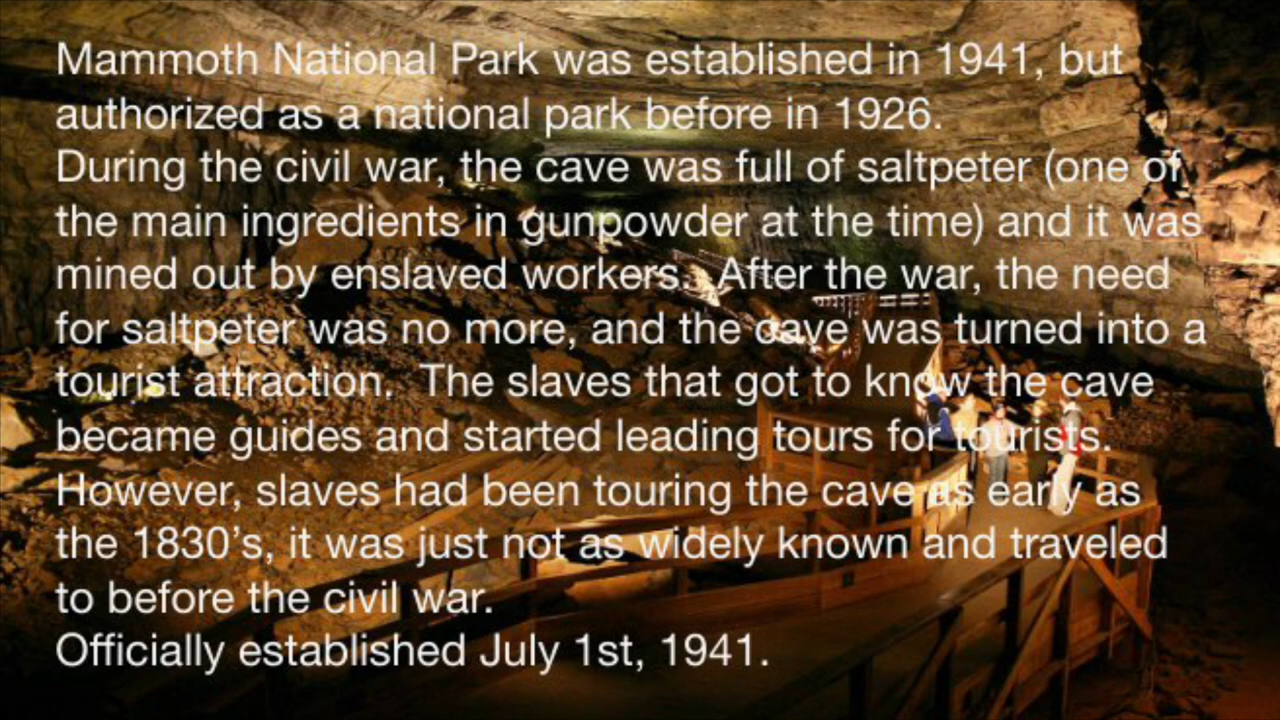 Mammoth National Park was established in 1941, but
authorized as a national park before in 1926.
During the civil war, the cave was full of saltpeter (one of
the main ingredients in gunpowder at the time) and it was
mined out by enslaved workers.  After the war, the need
for saltpeter was no more, and the cave was turned into a
tourist attraction.  The slaves that got to know the cave
became guides and started leading tours for tourists.
However, slaves had been touring the cave as early as
the 1830’s, it was just not as widely known and traveled
to before the civil war.
Officially established July 1st, 1941.